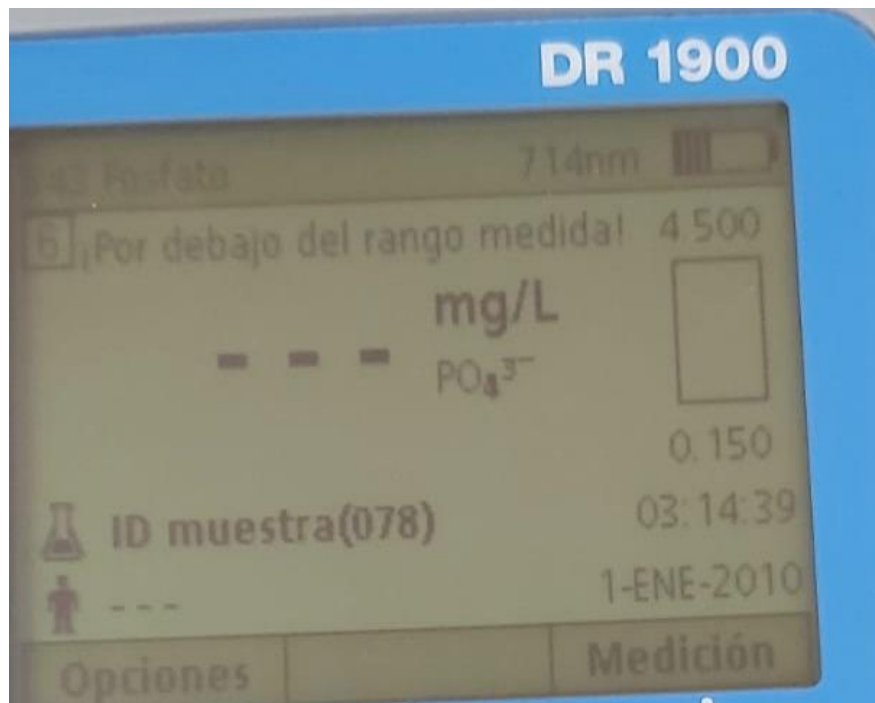 DR 1900
Fosfato 714nm
6 ¡Por debajo del rango medida! 4.500
mg/L
- - - PO₄³⁻
0.150
ID muestra(078) 03:14:39
- - - 1-ENE-2010
Opciones Medición